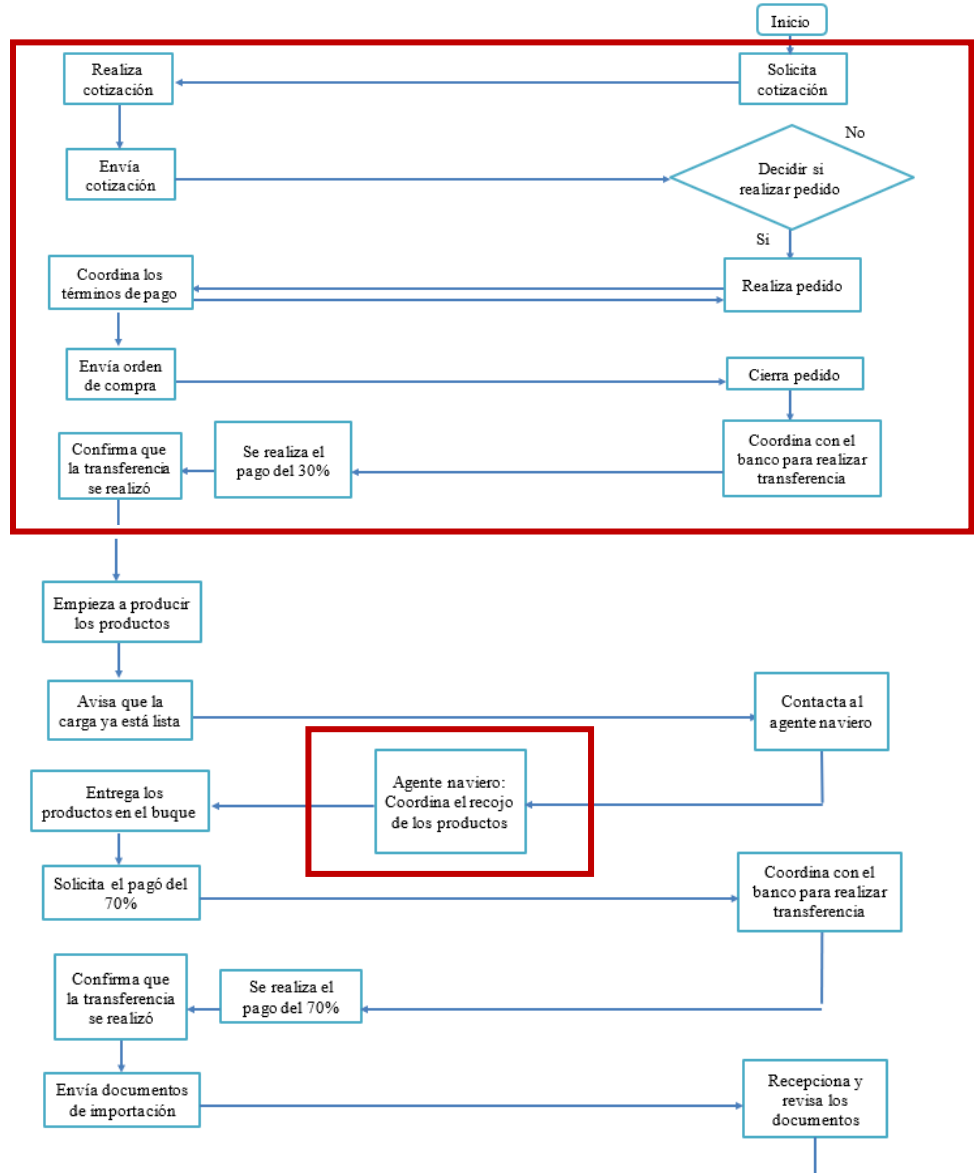 Inicio
Realiza
cotización
Solicita
cotización
No
Envía
cotización
Decidir si
realizar pedido
Si
Coordina los
términos de pago
Realiza pedido
Envía orden
de compra
Cierra pedido
Confirma que
la transferencia
se realizó
Se realiza el
pago del 30%
Coordina con el
banco para realizar
transferencia
Empieza a producir
los productos
Avisa que la
carga ya está lista
Contacta al
agente naviero
Entrega los
productos en el buque
Agente naviero:
Coordina el recojo
de los productos
Solicita el pagó del
70%
Coordina con el
banco para realizar
transferencia
Confirma que
la transferencia
se realizó
Se realiza el
pago del 70%
Envía documentos
de importación
Recepciona y
revisa los
documentos